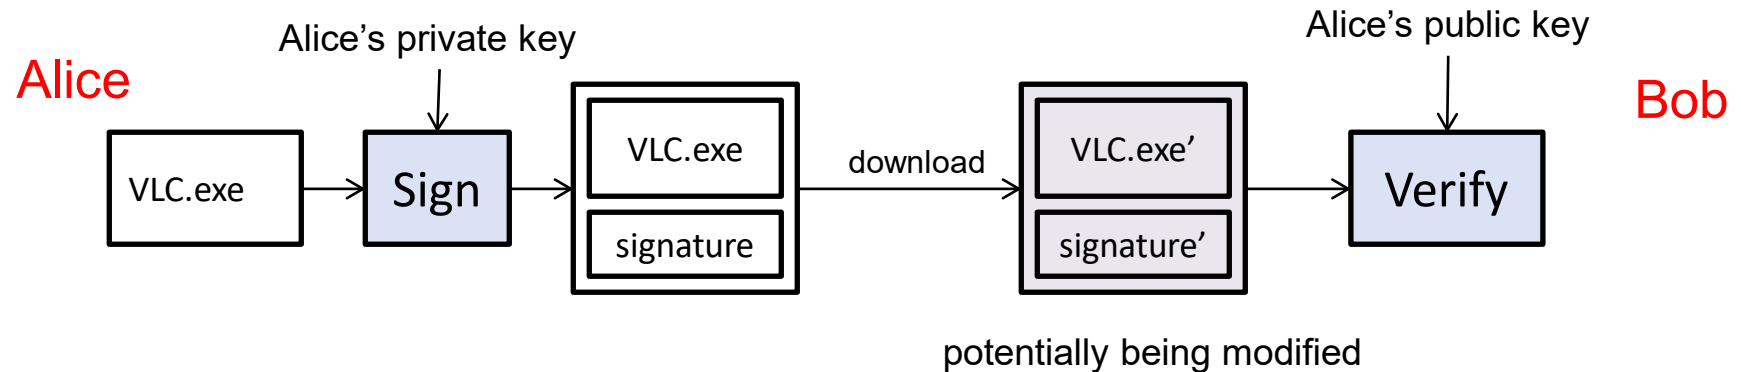 Alice's private key
Alice's public key
Alice
Bob
VLC.exe
Sign
VLC.exe
signature
download
VLC.exe’
signature’
Verify
potentially being modified